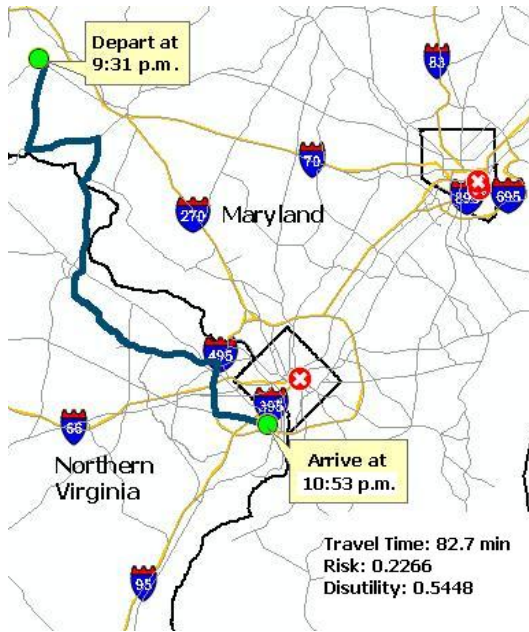 Depart at
9:31 p.m.
83
70
695
270
Maryland
495
395
66
Northern
Virginia
Arrive at
10:53 p.m.
95
Travel Time: 82.7 min
Risk: 0.2266
Disutility: 0.5448